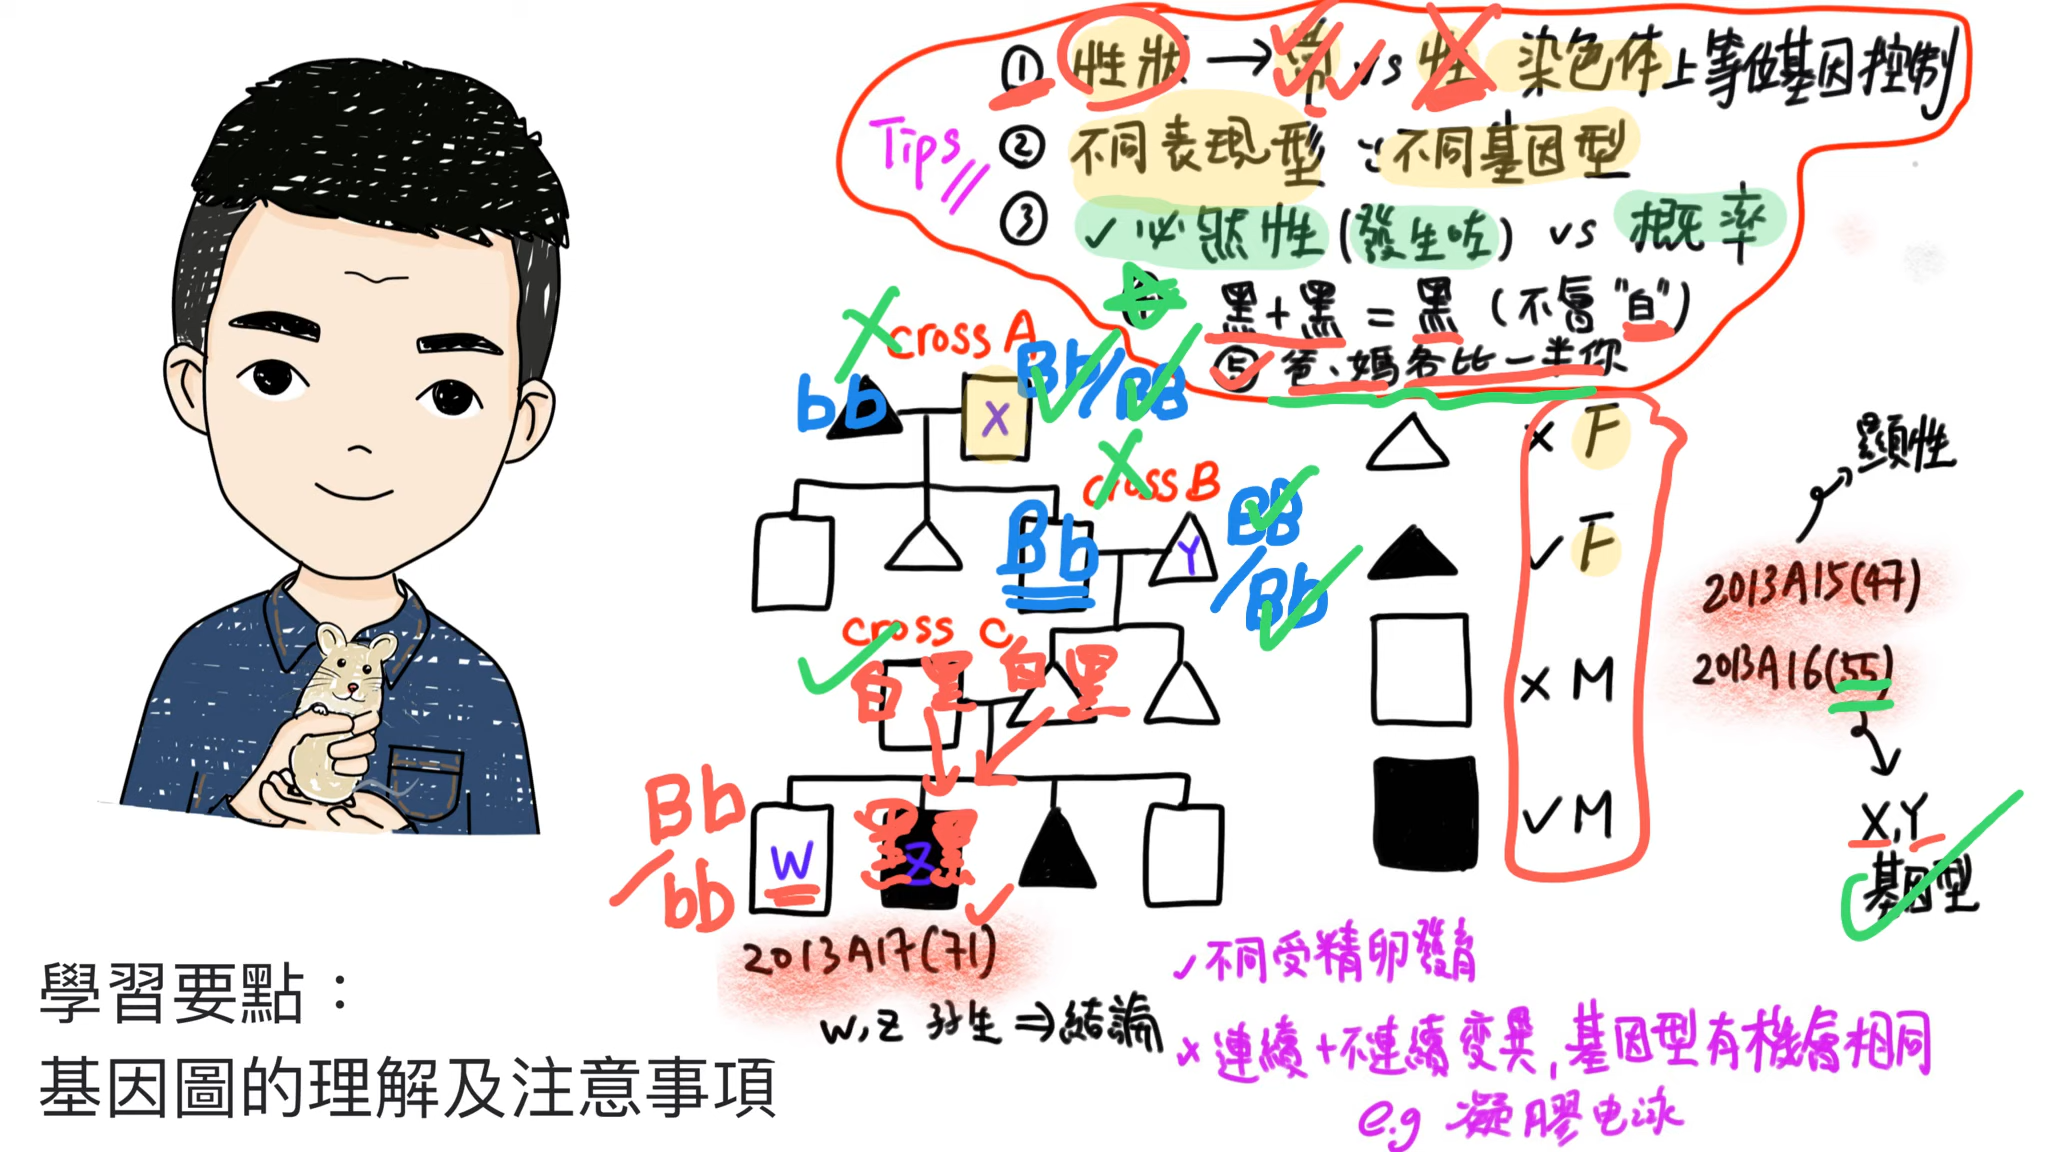 Tips
① 性狀 → 常 vs 性 染色体上等位基因控制
② 不同表現型 ∵不同基因型
③ ✓必然性(發生咗) vs 概率
黑+黑 = 黑 (不會"白")
⑤ 爸、媽各比一半你
cross A
bb
X
Bb/BB
cross B
Bb
Y
BB
/Bb
cross C
白 黑 白 黑
Bb
/bb
W
黑 黑
Z
2013A17(71)
w,z 孖生 ⇒ 結論
✓不同受精卵發育
x 連續+不連續変異,基因型有機會相同
e.g 凝膠电泳
x F
✓ F
x M
✓ M
顯性
2013A15(47)
2013A16(55)
X,Y
基因型
學習要點：
基因圖的理解及注意事項